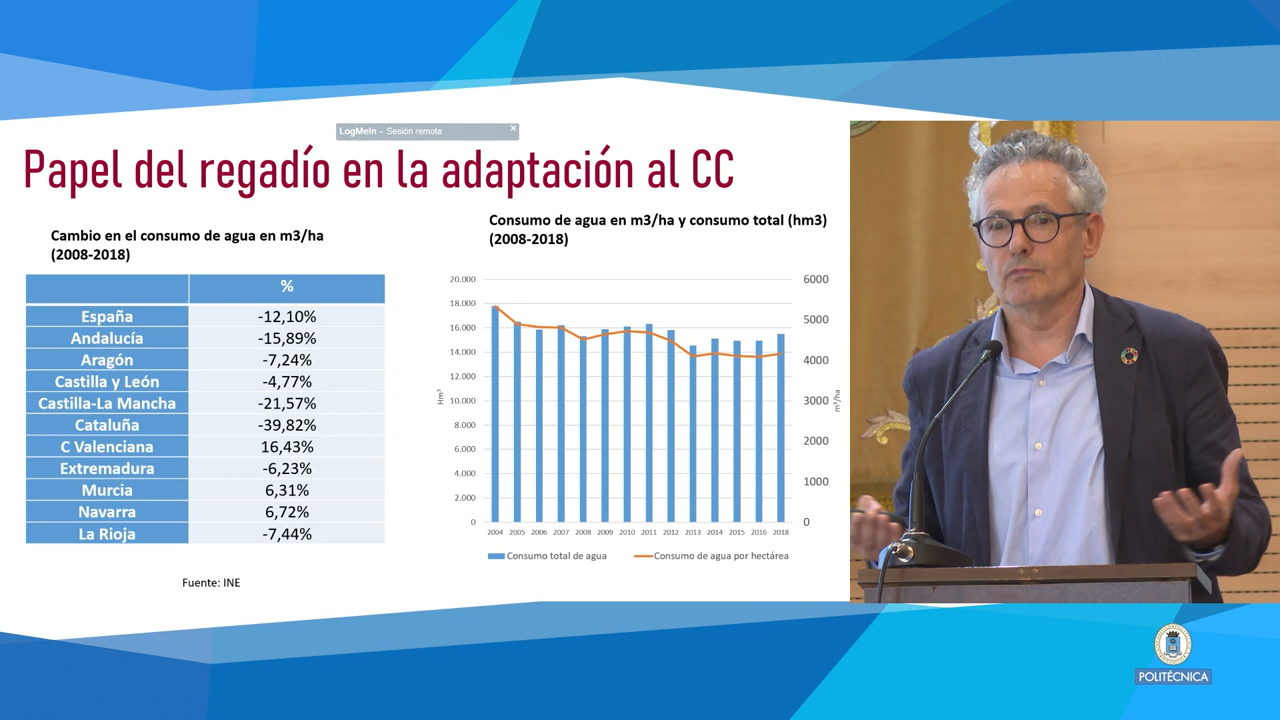 LogMeIn - Sesión remota
Papel del regadío en la adaptación al CC
Cambio en el consumo de agua en m3/ha
(2008-2018)
%
España -12,10%
Andalucía -15,89%
Aragón -7,24%
Castilla y León -4,77%
Castilla-La Mancha -21,57%
Cataluña -39,82%
C Valenciana 16,43%
Extremadura -6,23%
Murcia 6,31%
Navarra 6,72%
La Rioja -7,44%
Fuente: INE
Consumo de agua en m3/ha y consumo total (hm3)
(2008-2018)
20.000
18.000
16.000
14.000
12.000
10.000
8.000
6.000
4.000
2.000
0
Hm³
6000
5000
4000
3000
2000
1000
0
m³/ha
2004 2005 2006 2007 2008 2009 2010 2011 2012 2013 2014 2015 2016 2018
Consumo total de agua Consumo de agua por hectárea
POLITÉCNICA